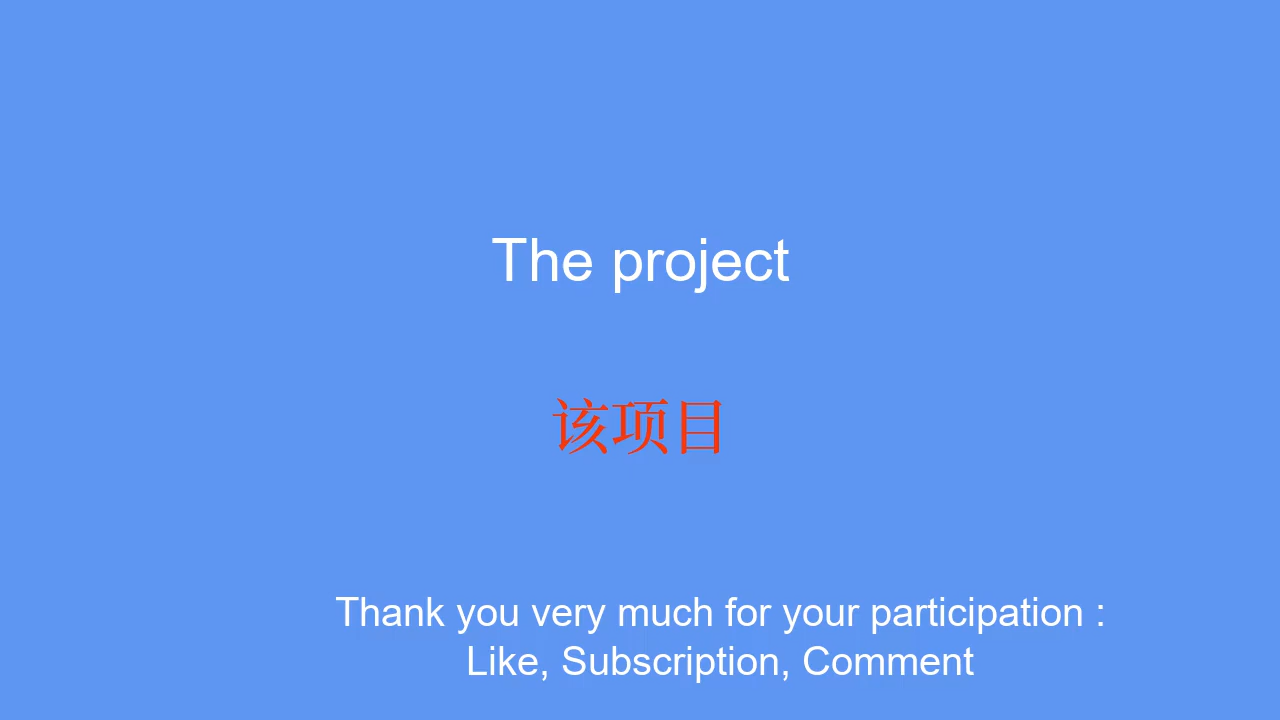 The project
该项目
Thank you very much for your participation :
Like, Subscription, Comment